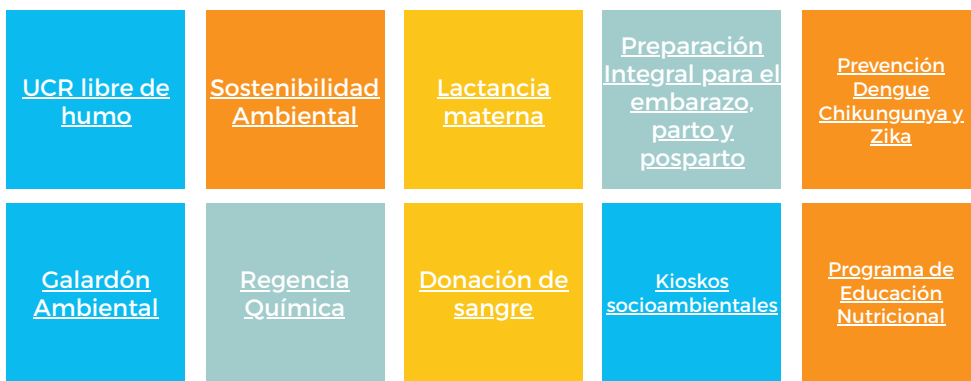 UCR libre de
humo
Sostenibilidad
Ambiental
Lactancia
materna
Preparación
Integral para el
embarazo,
parto y
posparto
Prevención
Dengue
Chikungunya y
Zika
Galardón
Ambiental
Regencia
Química
Donación de
sangre
Kioskos
socioambientales
Programa de
Educación
Nutricional